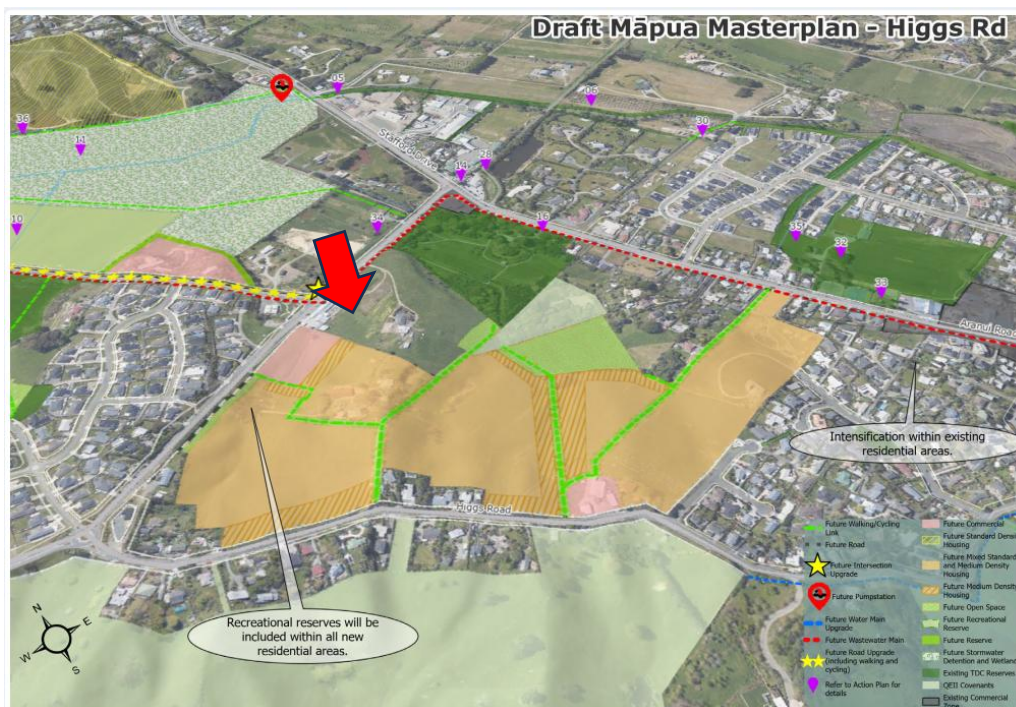 Draft Māpua Masterplan - Higgs Rd
05
06
36
11
30
Stafford Drive
28
14
10
34
16
35
32
33
Aranui Road
Intensification within existing
residential areas.
Higgs Road
Recreational reserves will be
included within all new
residential areas.
N
E
W
S
Future Walking/Cycling
Link
Future Road
Future Intersection
Upgrade
Future Pumpstation
Future Water Main
Upgrade
Future Wastewater Main
Future Road Upgrade
(including walking and
cycling)
Refer to Action Plan for
details
Future Commercial
Future Standard Densi
Housing
Future Mixed Standard
and Medium Density
Housing
Future Medium Density
Housing
Future Open Space
Future Recreational
Reserve
Future Reserve
Future Stormwater
Detention and Wetland
Existing TDC Reserves
QEII Covenants
Existing Commercial
Zone